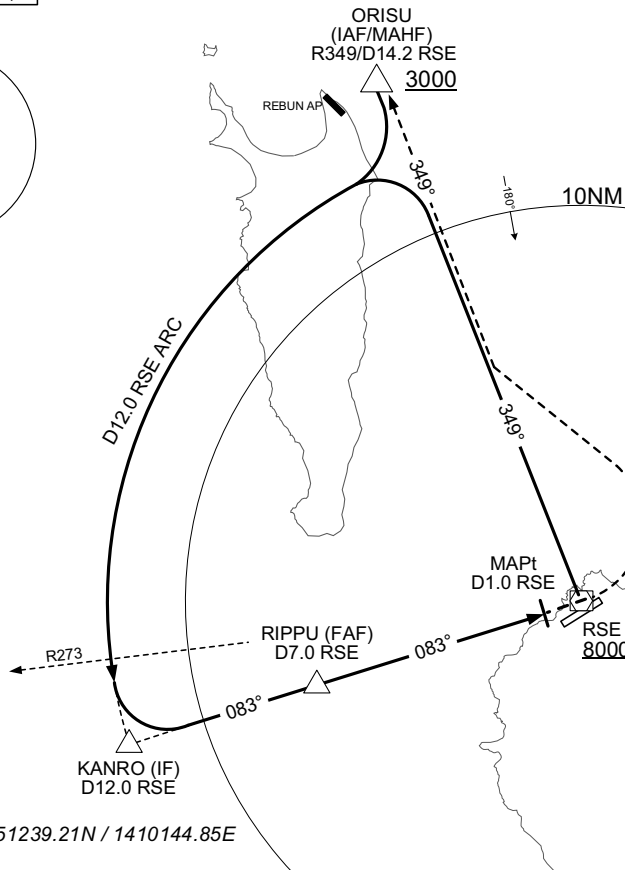 ORISU
(IAF/MAHF)
R349/D14.2 RSE
3000
REBUN AP
349°
-180°
10NM
D12.0 RSE ARC
349°
MAPt
D1.0 RSE
RIPPU (FAF)
D7.0 RSE
R273
083°
083°
RSE
8000
KANRO (IF)
D12.0 RSE
51239.21N / 1410144.85E